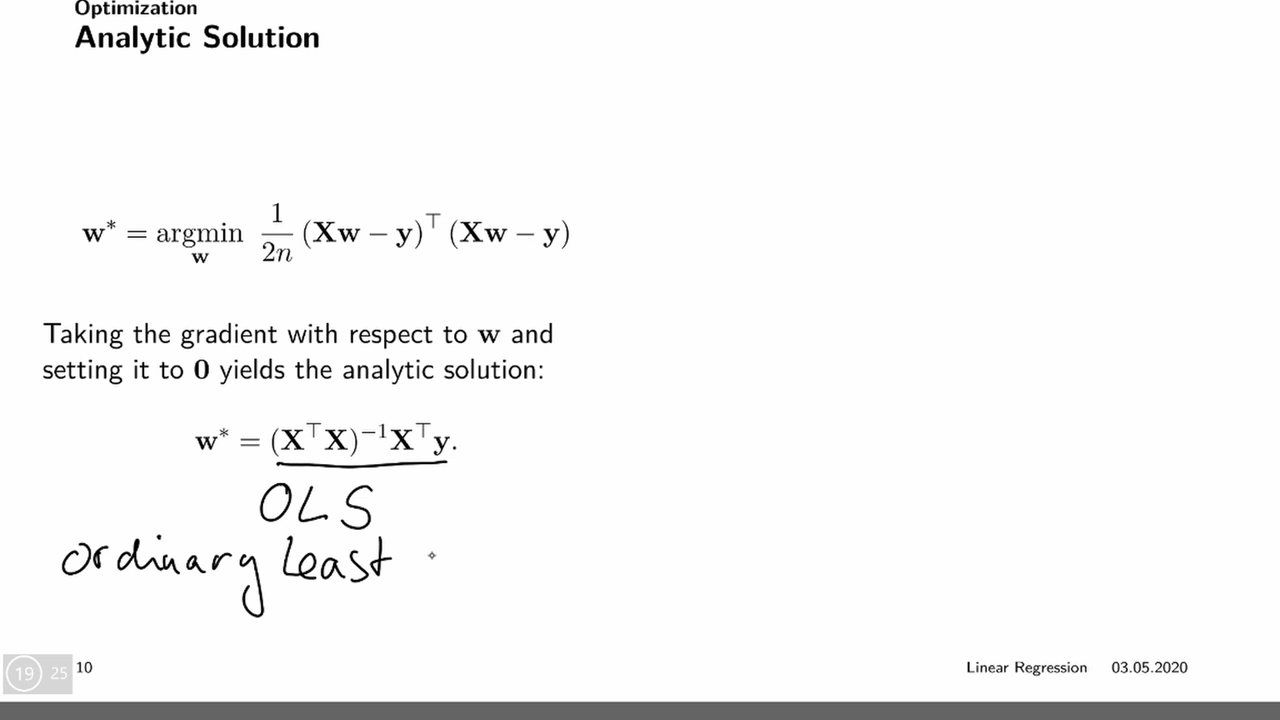 Optimization
Analytic Solution
w* = argmin_w 1/2n (Xw − y)^⊤ (Xw − y)
Taking the gradient with respect to w and
setting it to 0 yields the analytic solution:
w* = (X^⊤X)^−1X^⊤y.
OLS
ordinary Least
19 25 10
Linear Regression 03.05.2020